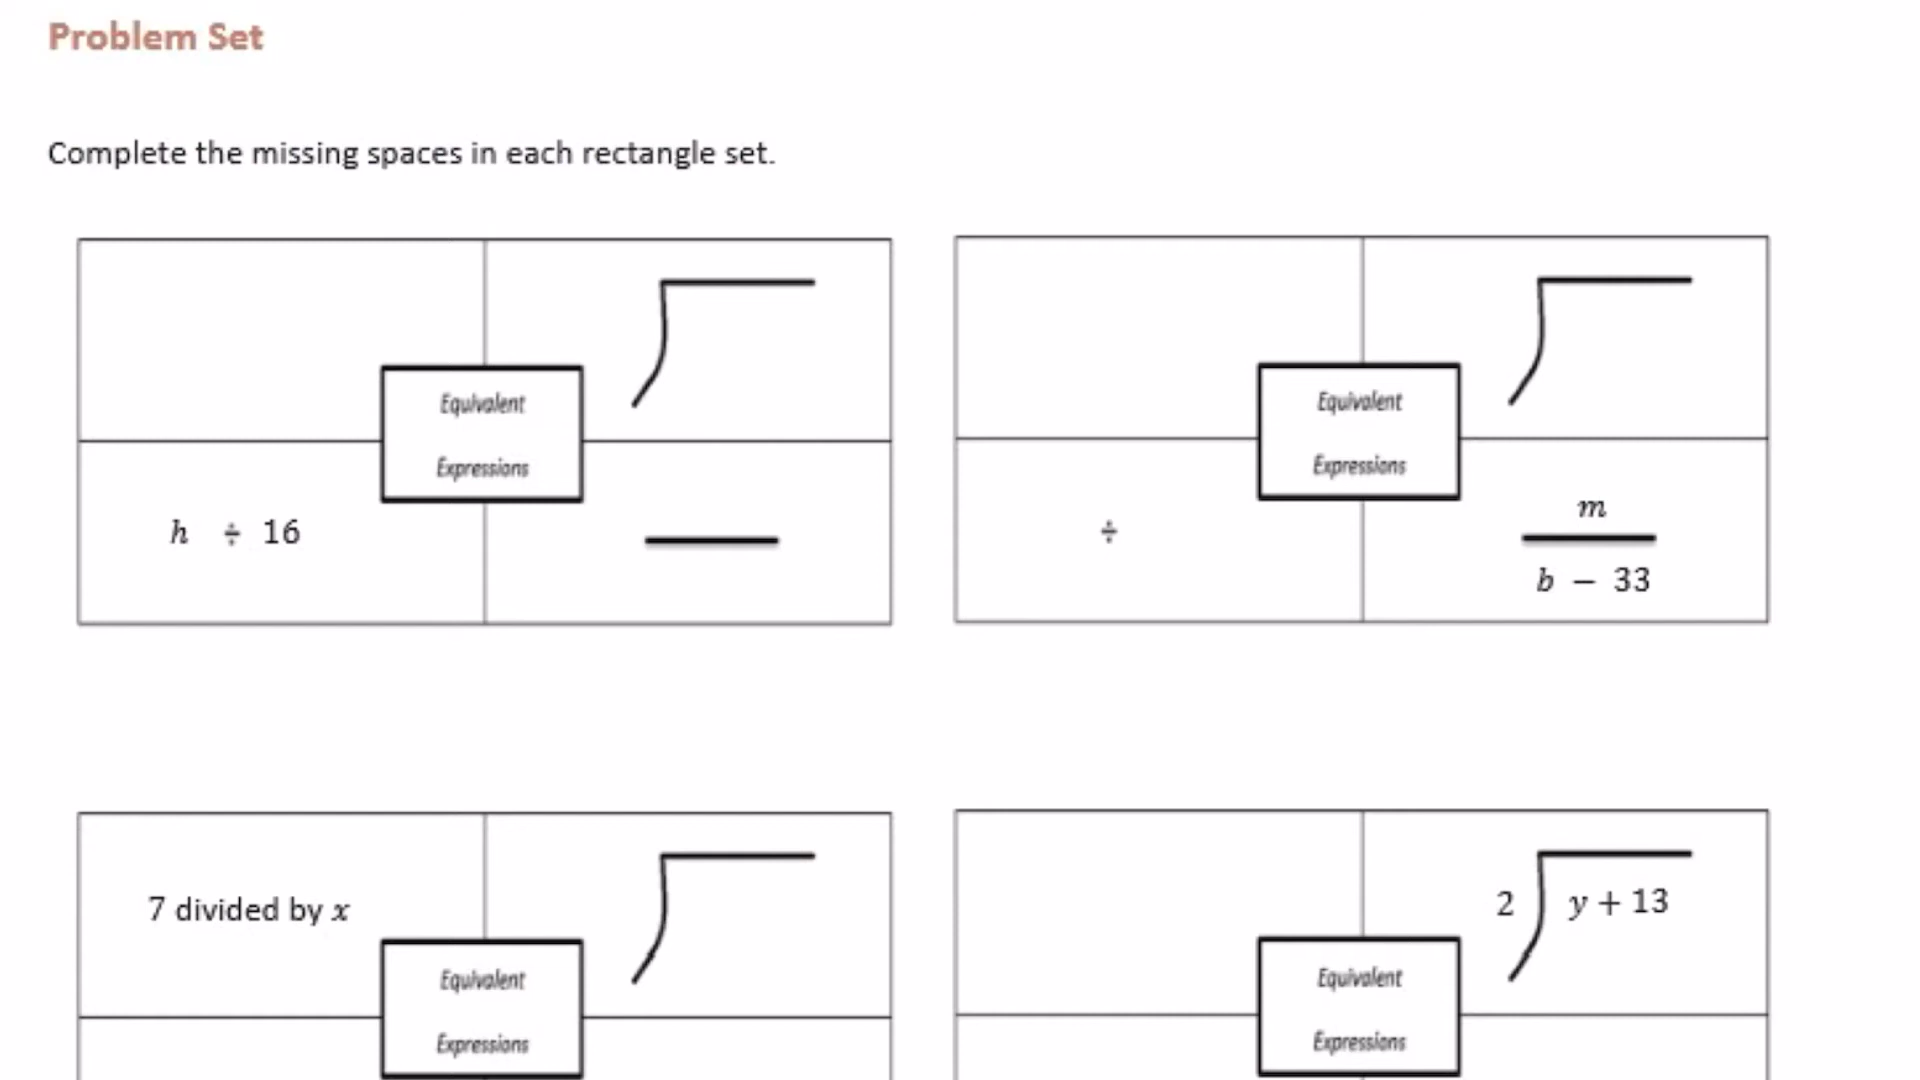 Problem Set
Complete the missing spaces in each rectangle set.
Equivalent
Expressions
h ÷ 16
Equivalent
Expressions
÷
m
b − 33
7 divided by x
Equivalent
Expressions
2 y + 13
Equivalent
Expressions